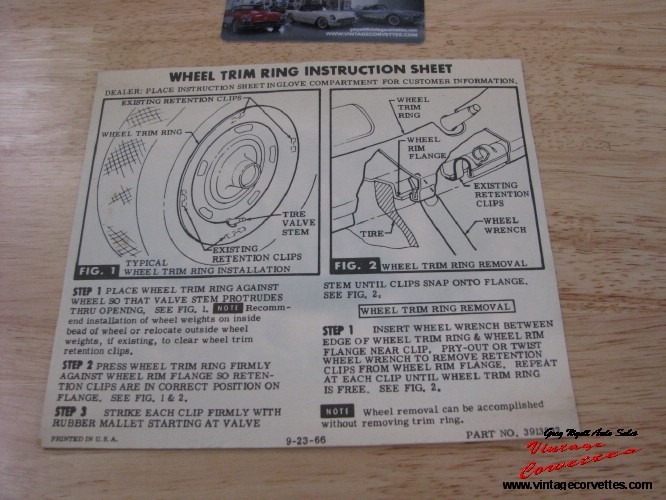 www.vintagecorvettes.com
WHEEL TRIM RING INSTRUCTION SHEET
DEALER: PLACE INSTRUCTION SHEET IN GLOVE COMPARTMENT FOR CUSTOMER INFORMATION.
EXISTING RETENTION CLIPS
WHEEL TRIM RING
TIRE
VALVE
STEM
EXISTING
RETENTION CLIPS
TYPICAL
FIG. 1 WHEEL TRIM RING INSTALLATION
WHEEL
TRIM
RING
WHEEL
RIM
FLANGE
EXISTING
RETENTION
CLIPS
WHEEL
WRENCH
TIRE
FIG. 2 WHEEL TRIM RING REMOVAL
STEP 1 PLACE WHEEL TRIM RING AGAINST
WHEEL SO THAT VALVE STEM PROTRUDES
THRU OPENING. SEE FIG. 1. NOTE Recomm-
end installation of wheel weights on inside
bead of wheel or relocate outside wheel
weights, if existing, to clear wheel trim
retention clips.
STEP 2 PRESS WHEEL TRIM RING FIRMLY
AGAINST WHEEL RIM FLANGE SO RETEN-
TION CLIPS ARE IN CORRECT POSITION ON
FLANGE. SEE FIG. 1 & 2.
STEP 3 STRIKE EACH CLIP FIRMLY WITH
RUBBER MALLET STARTING AT VALVE
STEM UNTIL CLIPS SNAP ONTO FLANGE.
SEE FIG. 2.
WHEEL TRIM RING REMOVAL
STEP 1 INSERT WHEEL WRENCH BETWEEN
EDGE OF WHEEL TRIM RING & WHEEL RIM
FLANGE NEAR CLIP. PRY-OUT OR TWIST
WHEEL WRENCH TO REMOVE RETENTION
CLIPS FROM WHEEL RIM FLANGE. REPEAT
AT EACH CLIP UNTIL WHEEL TRIM RING
IS FREE. SEE FIG. 2.
NOTE Wheel removal can be accomplished
without removing trim ring.
PRINTED IN U.S.A.
9-23-66
PART NO.
Greg Wyatt Auto Sales
Vintage
Corvettes
www.vintagecorvettes.com